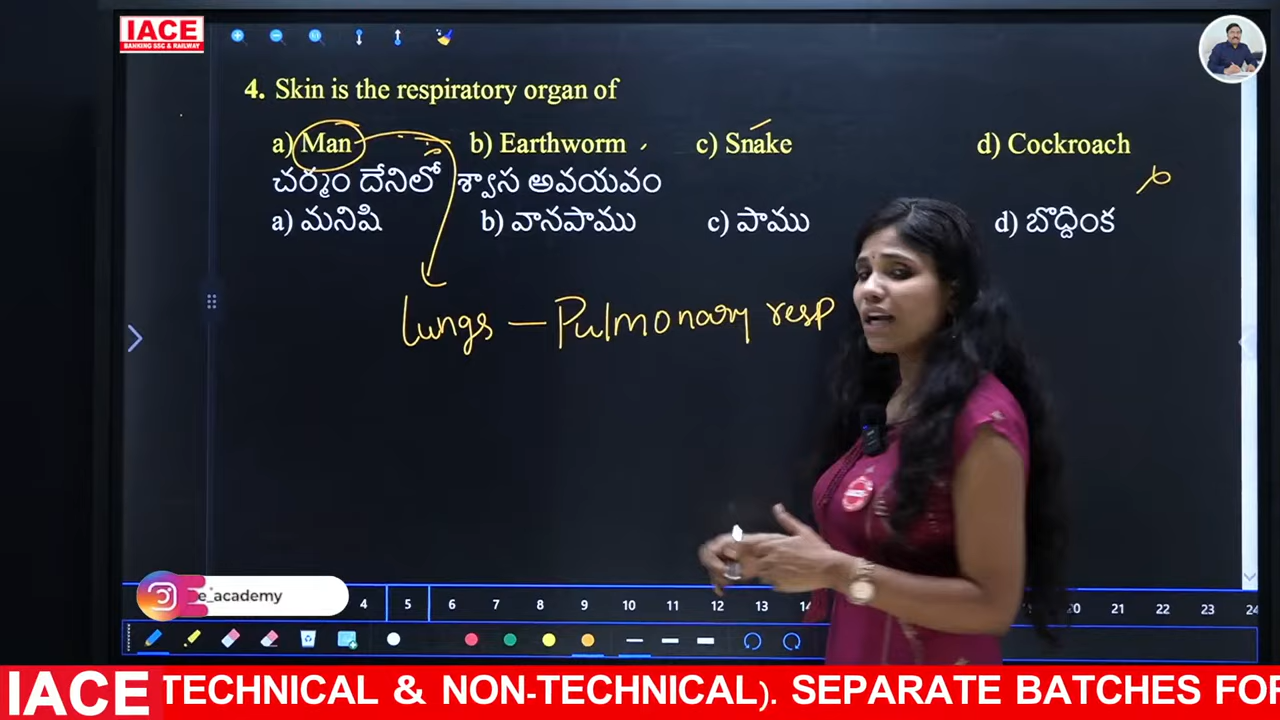 IACE
BANKING SSC & RAILWAY
4. Skin is the respiratory organ of
a) Man b) Earthworm c) Snake d) Cockroach
చర్మం దేనిలో శ్వాస అవయవం
a) మనిషి b) వానపాము c) పాము d) బొద్దింక
Lungs — Pulmonary resp
e_academy
4 5 6 7 8 9 10 11 12 13 14 20 21 22 23 24
IACE TECHNICAL & NON-TECHNICAL). SEPARATE BATCHES FOR